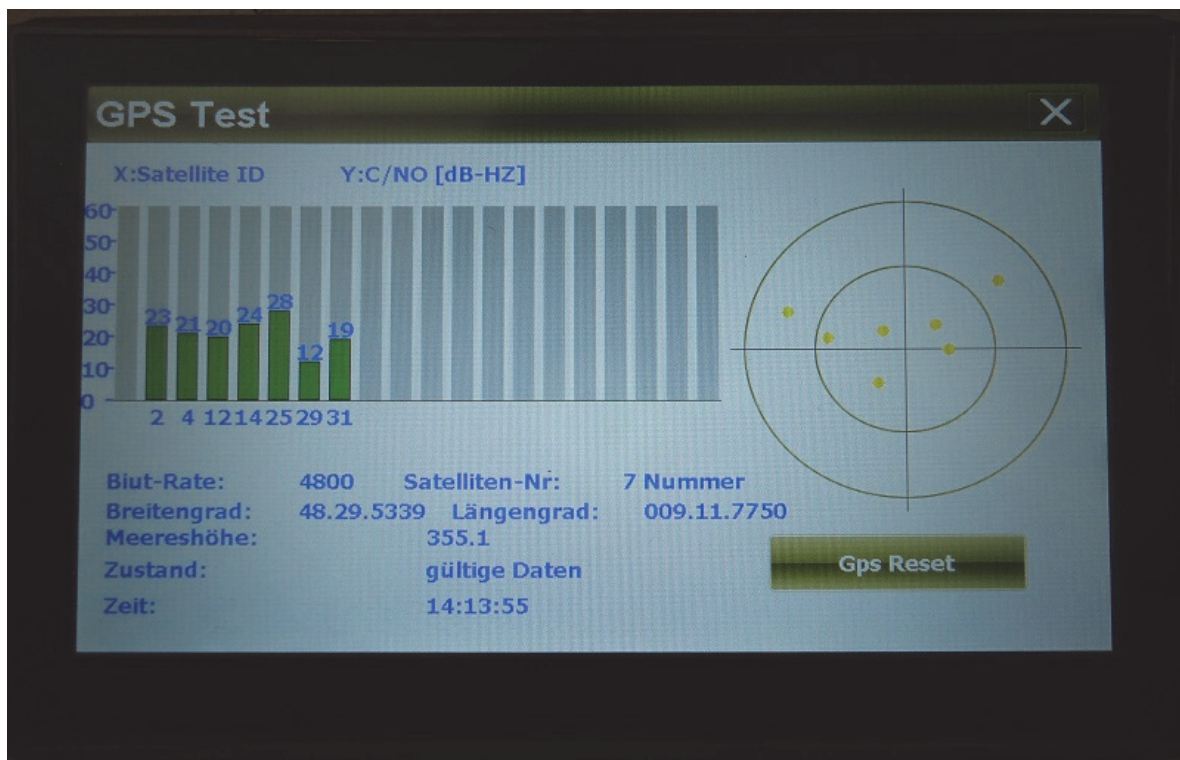 GPS Test
X:Satellite ID Y:C/NO [dB-HZ]
60
50
40
30
20
10
0
23 21 20 24 28 12 19
2 4 12 14 25 29 31
Biut-Rate: 4800 Satelliten-Nr: 7 Nummer
Breitengrad: 48.29.5339 Längengrad: 009.11.7750
Meereshöhe: 355.1
Zustand: gültige Daten
Zeit: 14:13:55
Gps Reset